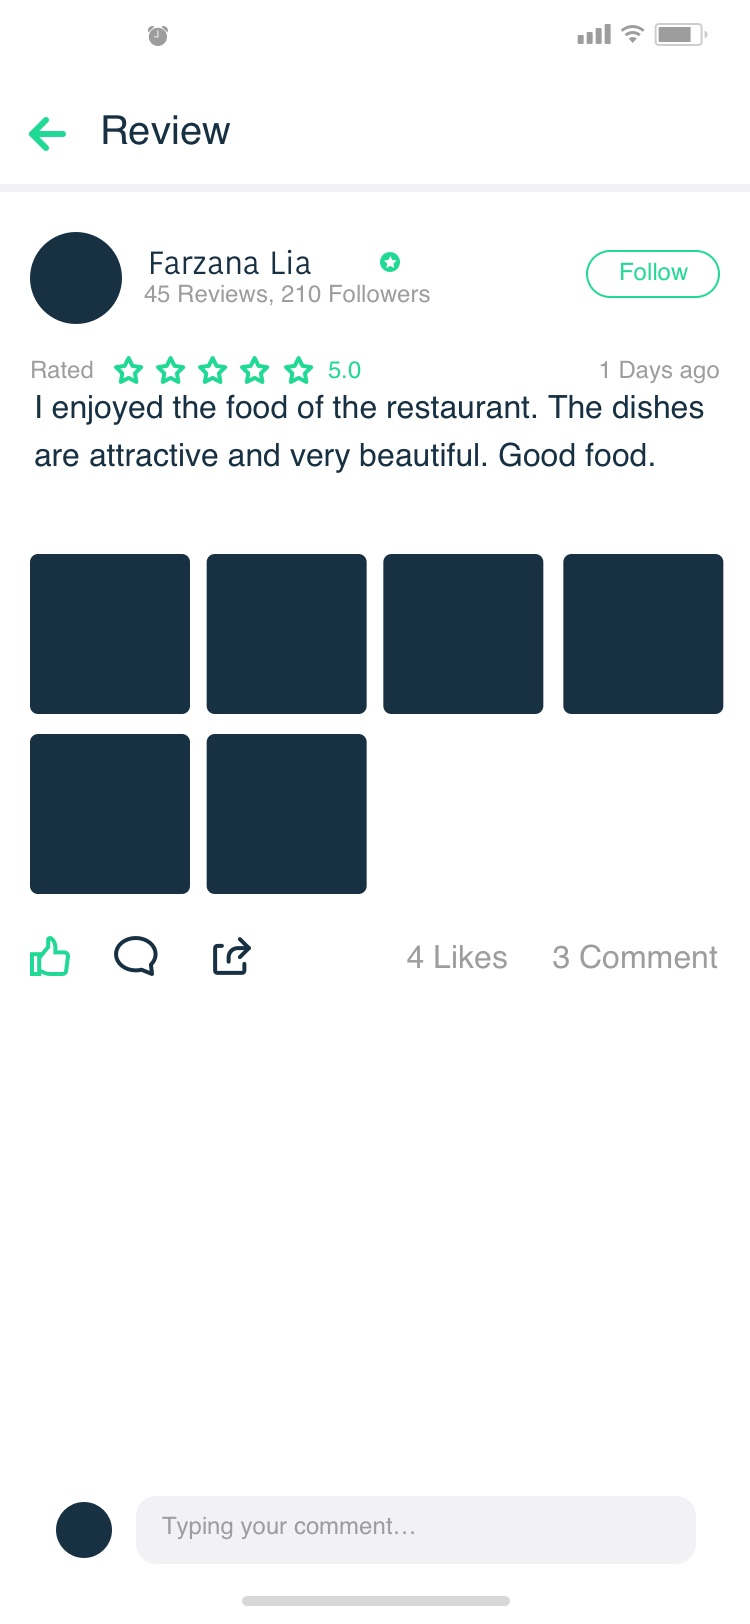 Review
Farzana Lia
45 Reviews, 210 Followers
Follow
Rated 5.0
1 Days ago
I enjoyed the food of the restaurant. The dishes
are attractive and very beautiful. Good food.
4 Likes
3 Comment
Typing your comment...